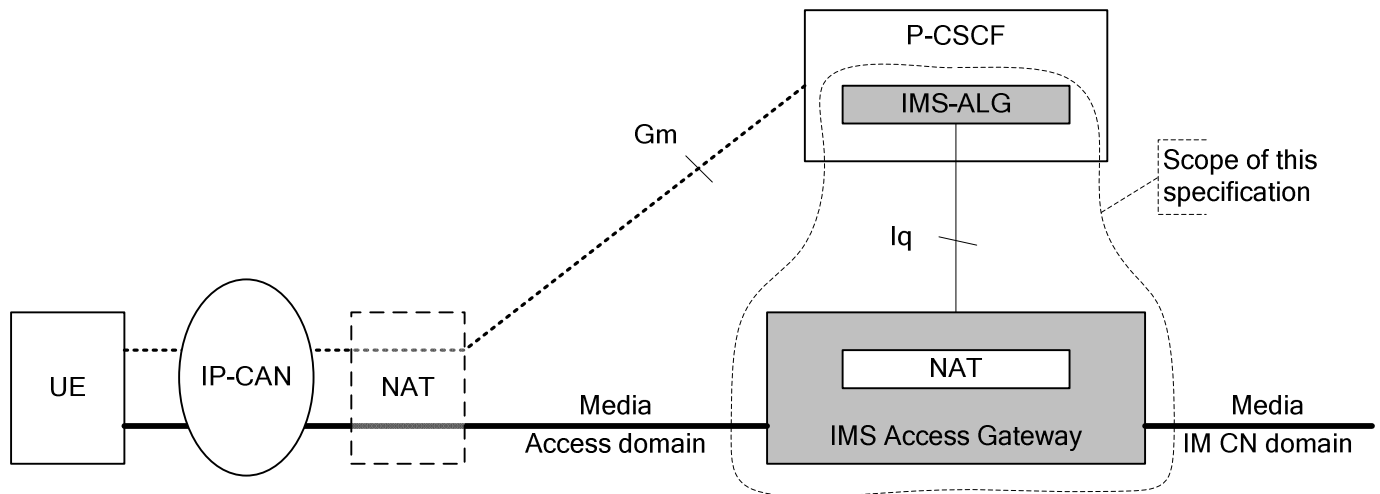 P-CSCF
IMS-ALG
Gm
Scope of this
specification
Iq
UE
IP-CAN
NAT
NAT
Media
Access domain
IMS Access Gateway
Media
IM CN domain